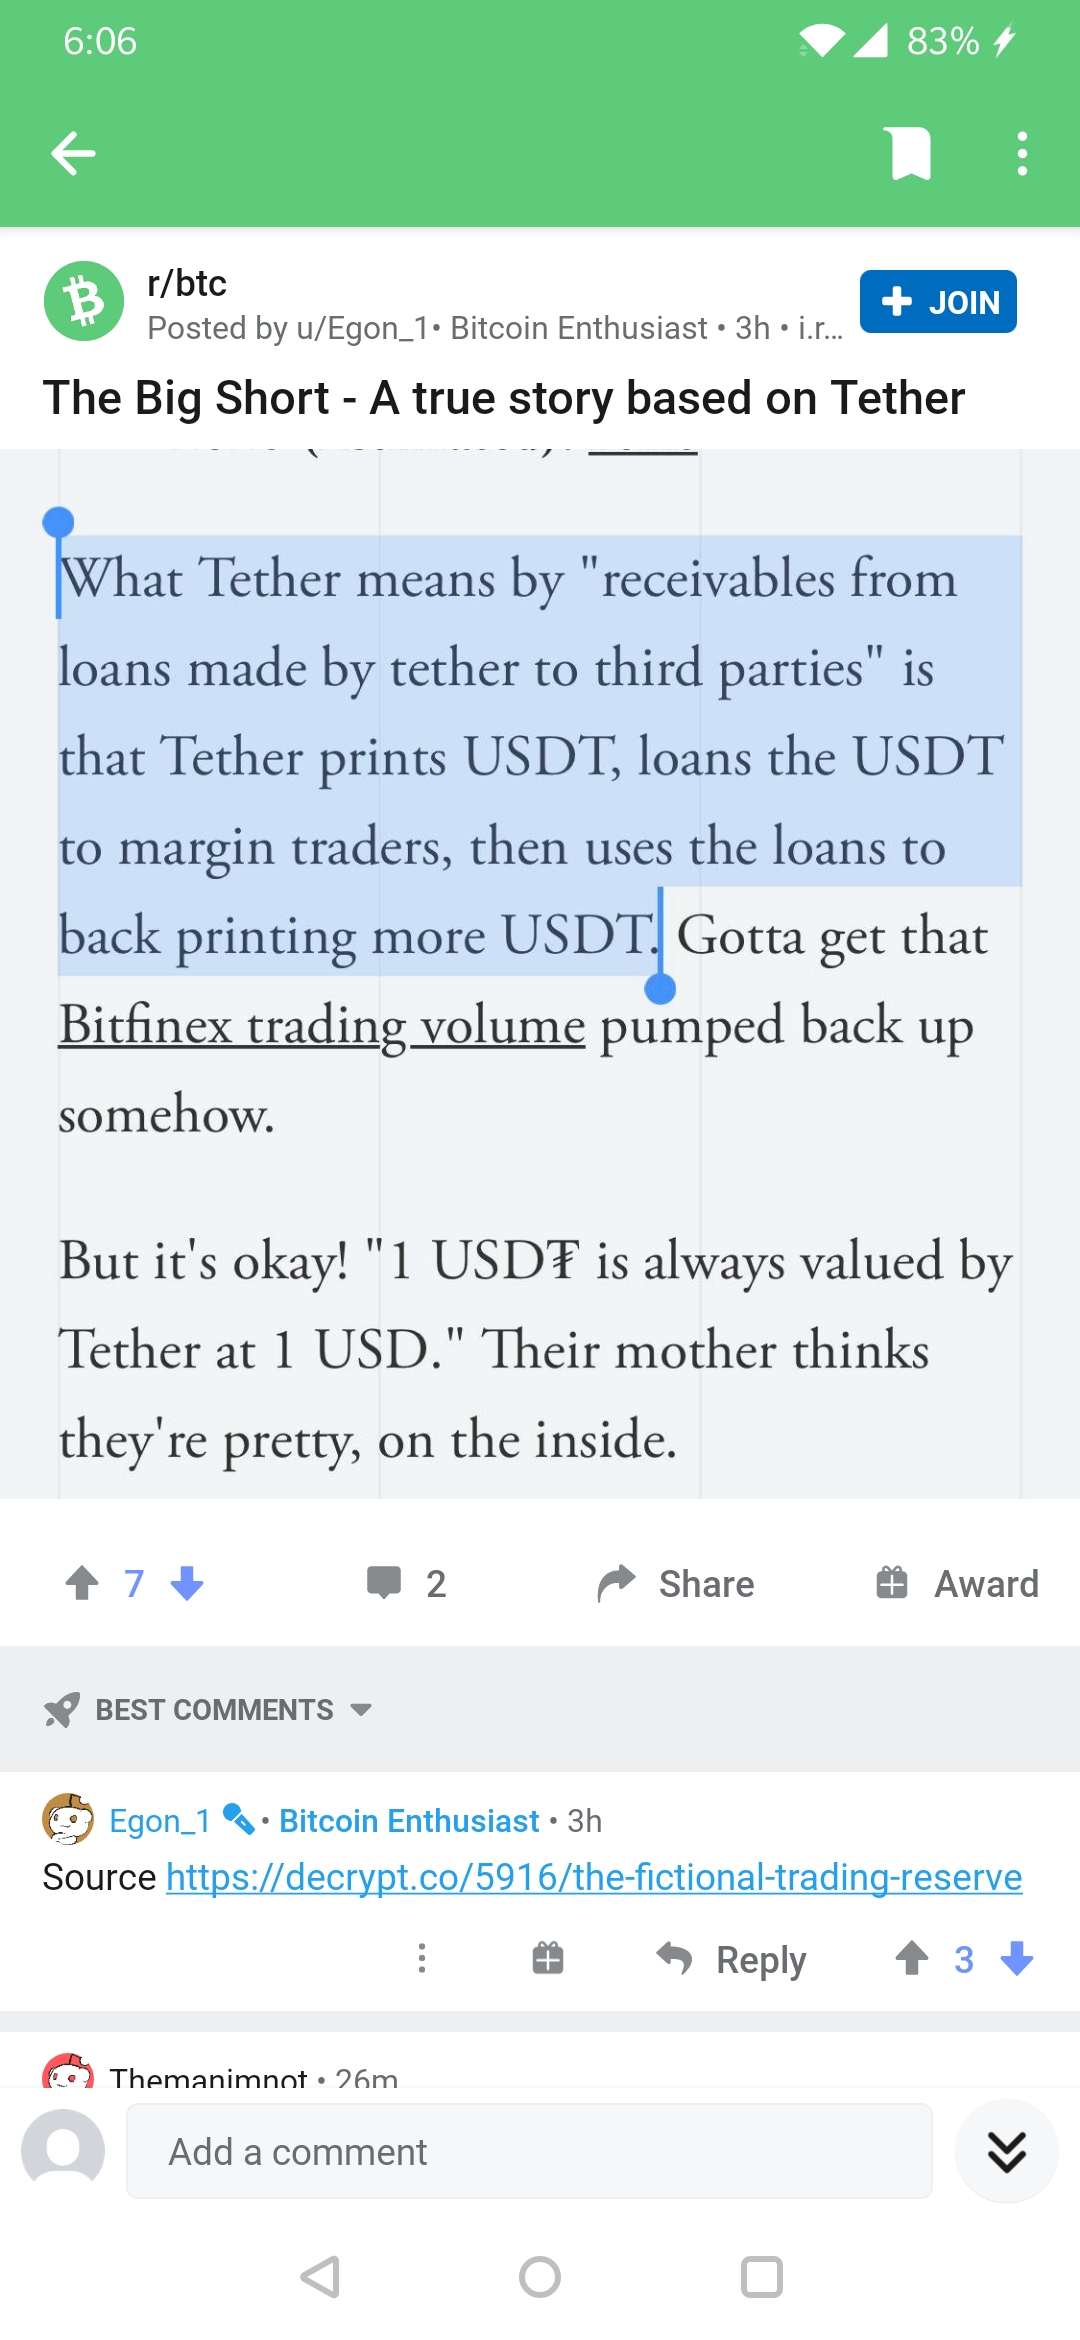 6:06
83%
r/btc
Posted by u/Egon_1• Bitcoin Enthusiast • 3h • i.r...
+ JOIN
The Big Short - A true story based on Tether
What Tether means by "receivables from
loans made by tether to third parties" is
that Tether prints USDT, loans the USDT
to margin traders, then uses the loans to
back printing more USDT. Gotta get that
Bitfinex trading volume pumped back up
somehow.
But it's okay! "1 USD₮ is always valued by
Tether at 1 USD." Their mother thinks
they're pretty, on the inside.
7
2
Share
Award
BEST COMMENTS
Egon_1 • Bitcoin Enthusiast • 3h
Source https://decrypt.co/5916/the-fictional-trading-reserve
Reply
3
Themanimnot • 26m
Add a comment